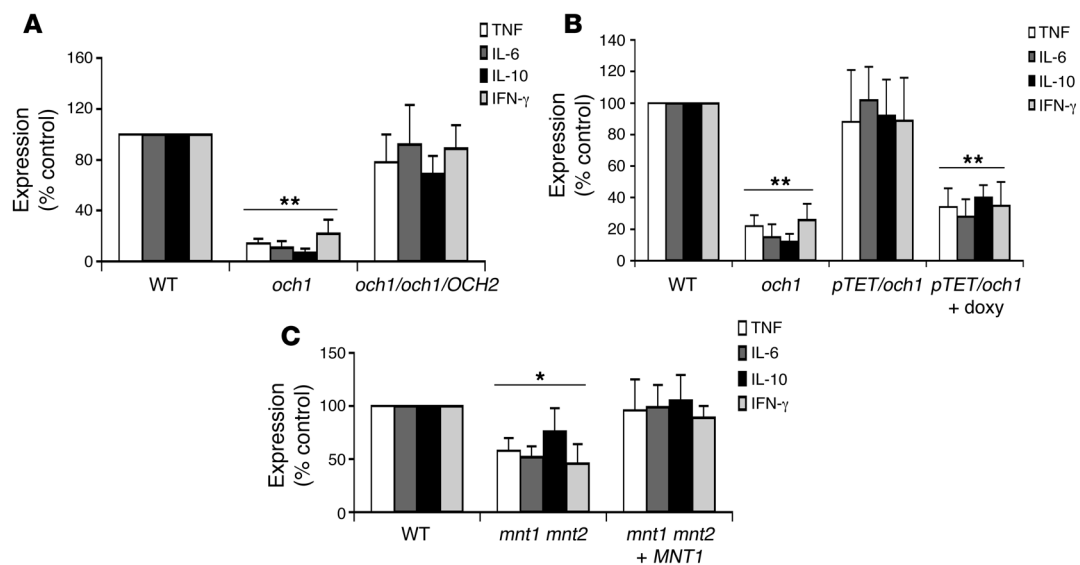 A
TNF
IL-6
IL-10
IFN-γ
Expression
(% control)
160
120
80
40
0
**
WT
och1
och1/och1/OCH2
B
TNF
IL-6
IL-10
IFN-γ
Expression
(% control)
140
120
100
80
60
40
20
0
**
**
WT
och1
pTET/och1
pTET/och1
+ doxy
C
TNF
IL-6
IL-10
IFN-γ
Expression
(% control)
150
100
50
0
*
WT
mnt1 mnt2
mnt1 mnt2
+ MNT1